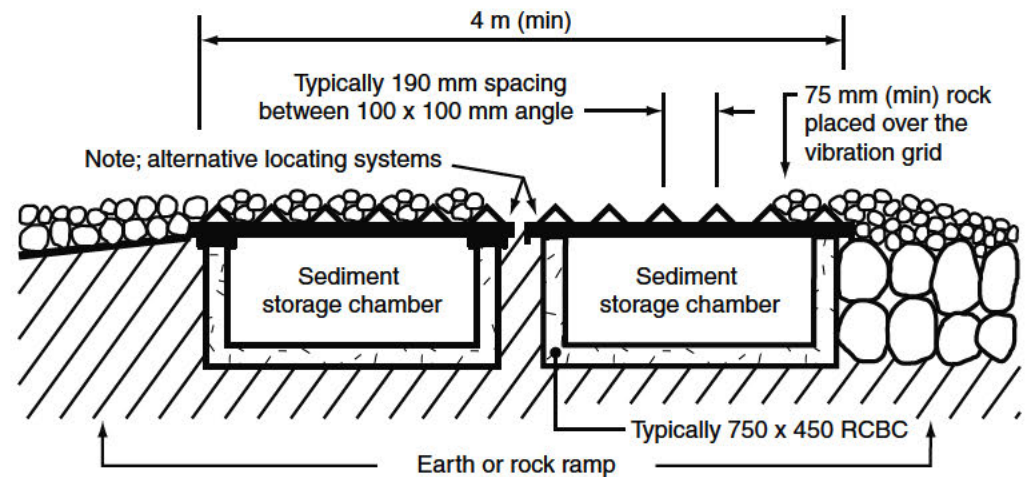 4 m (min)
Typically 190 mm spacing
between 100 x 100 mm angle
75 mm (min) rock
placed over the
vibration grid
Note; alternative locating systems
Sediment
storage chamber
Sediment
storage chamber
Typically 750 x 450 RCBC
Earth or rock ramp